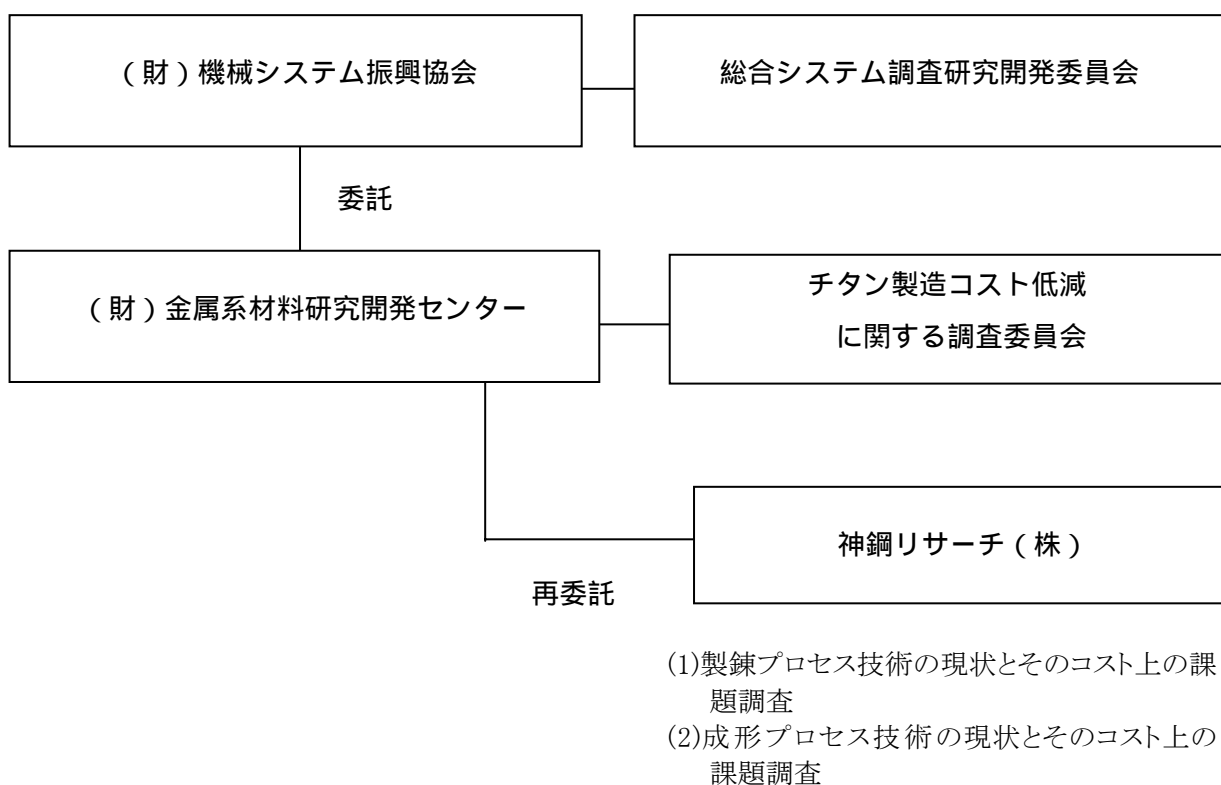 （財）機械システム振興協会
総合システム調査研究開発委員会
委託
（財）金属系材料研究開発センター
チタン製造コスト低減
に関する調査委員会
神鋼リサーチ（株）
再委託
(1)製錬プロセス技術の現状とそのコスト上の課
題調査
(2)成形プロセス技術の現状とそのコスト上の
課題調査